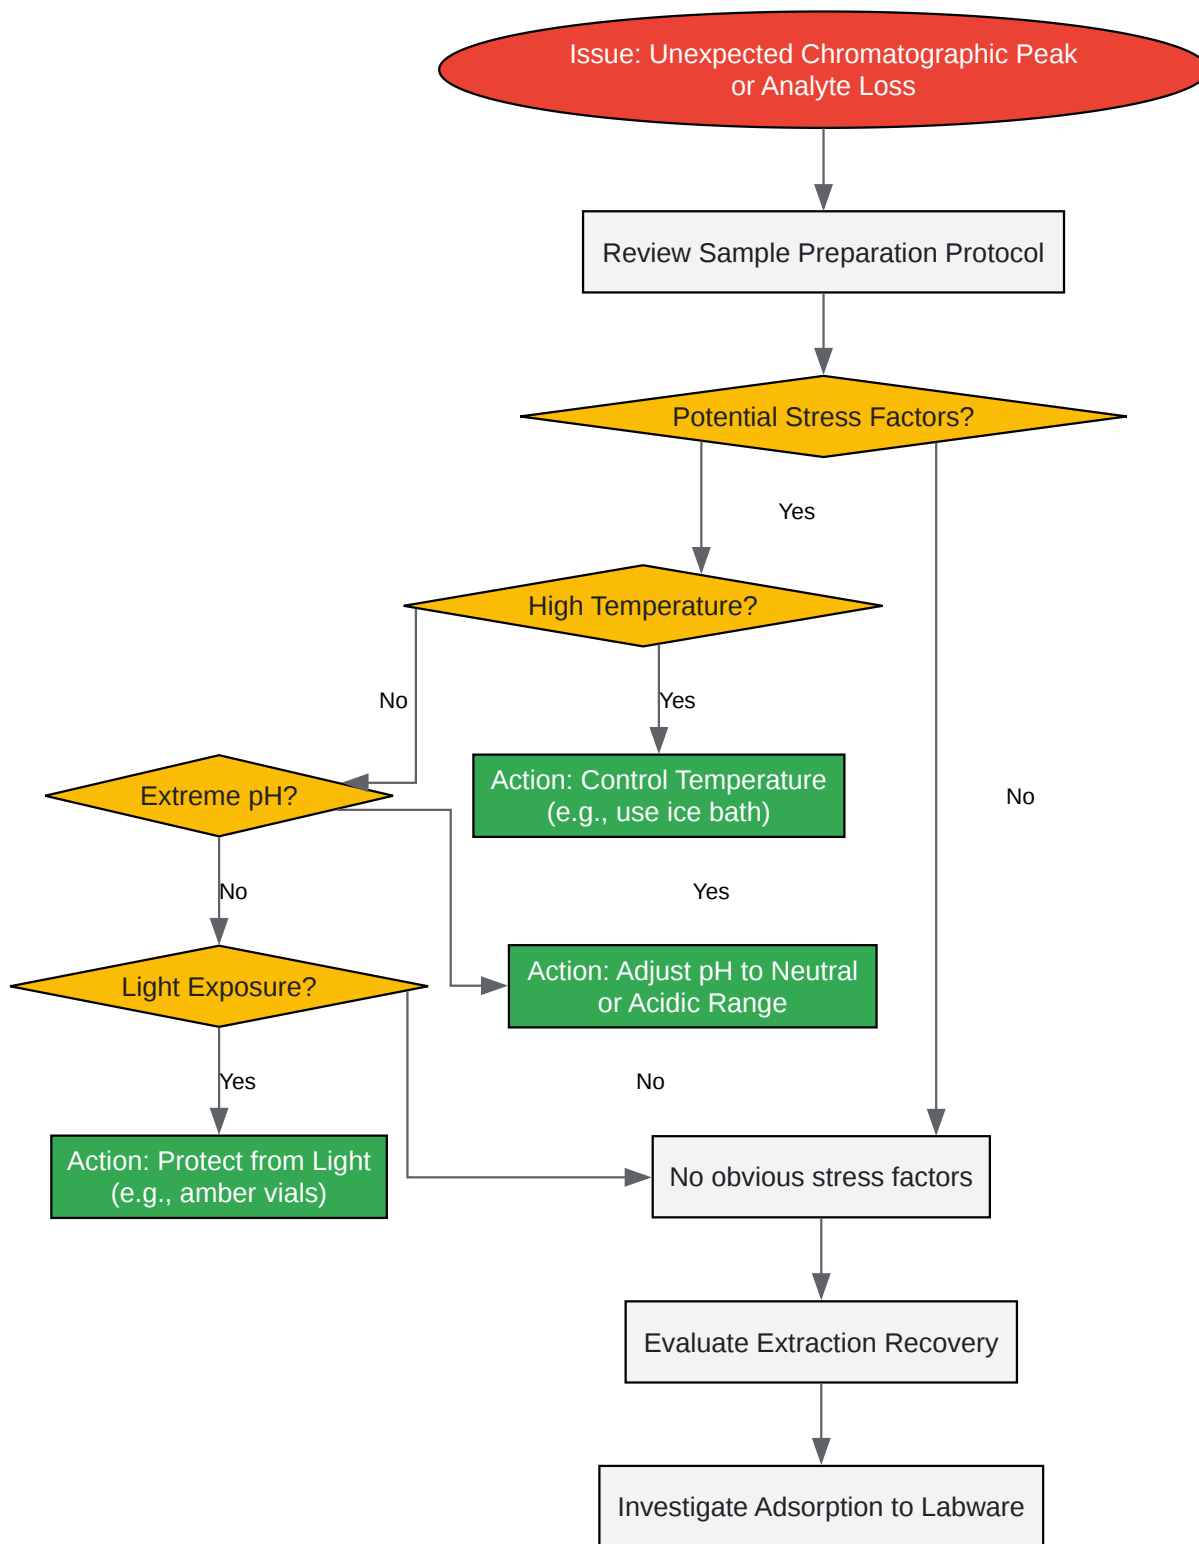 Issue: Unexpected Chromatographic Peak
or Analyte Loss
Review Sample Preparation Protocol
Potential Stress Factors?
Yes
High Temperature?
No
Yes
Extreme pH?
Action: Control Temperature
(e.g., use ice bath)
No
No
Yes
Light Exposure?
Action: Adjust pH to Neutral
or Acidic Range
Yes
No
Action: Protect from Light
(e.g., amber vials)
No obvious stress factors
Evaluate Extraction Recovery
Investigate Adsorption to Labware